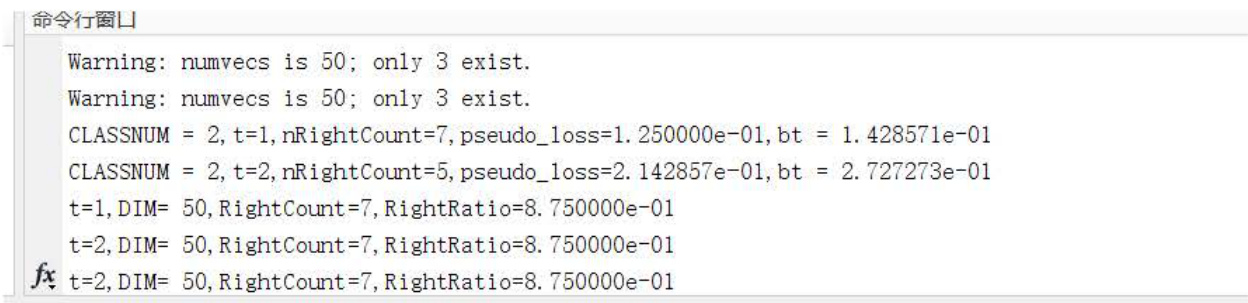 命令行窗口
Warning: numvecs is 50; only 3 exist.
Warning: numvecs is 50; only 3 exist.
CLASSNUM = 2,t=1,nRightCount=7,pseudo_loss=1.250000e-01,bt = 1.428571e-01
CLASSNUM = 2,t=2,nRightCount=5,pseudo_loss=2.142857e-01,bt = 2.727273e-01
t=1,DIM= 50,RightCount=7,RightRatio=8.750000e-01
t=2,DIM= 50,RightCount=7,RightRatio=8.750000e-01
fx t=2,DIM= 50,RightCount=7,RightRatio=8.750000e-01